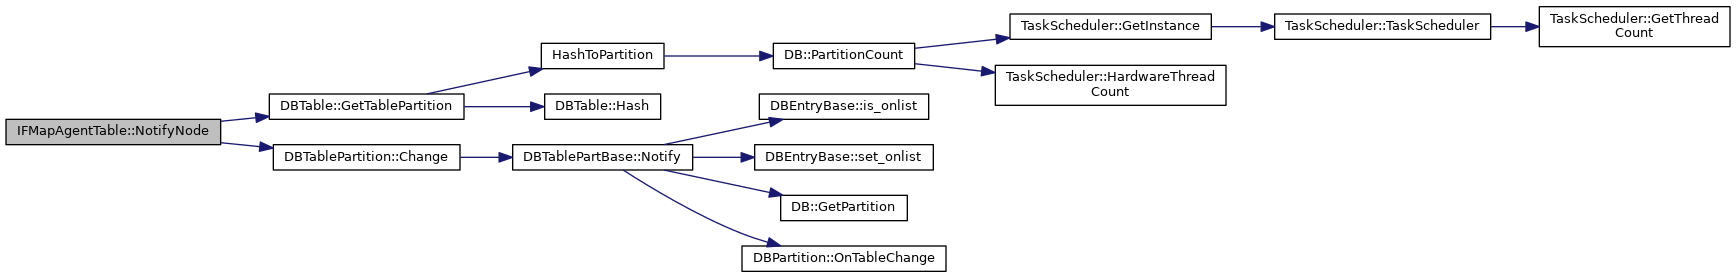 IFMapAgentTable::NotifyNode
DBTable::GetTablePartition
HashToPartition
DB::PartitionCount
TaskScheduler::GetInstance
TaskScheduler::TaskScheduler
TaskScheduler::GetThread
Count
TaskScheduler::HardwareThread
Count
DBTable::Hash
DBTablePartition::Change
DBTablePartBase::Notify
DBEntryBase::is_onlist
DBEntryBase::set_onlist
DB::GetPartition
DBPartition::OnTableChange